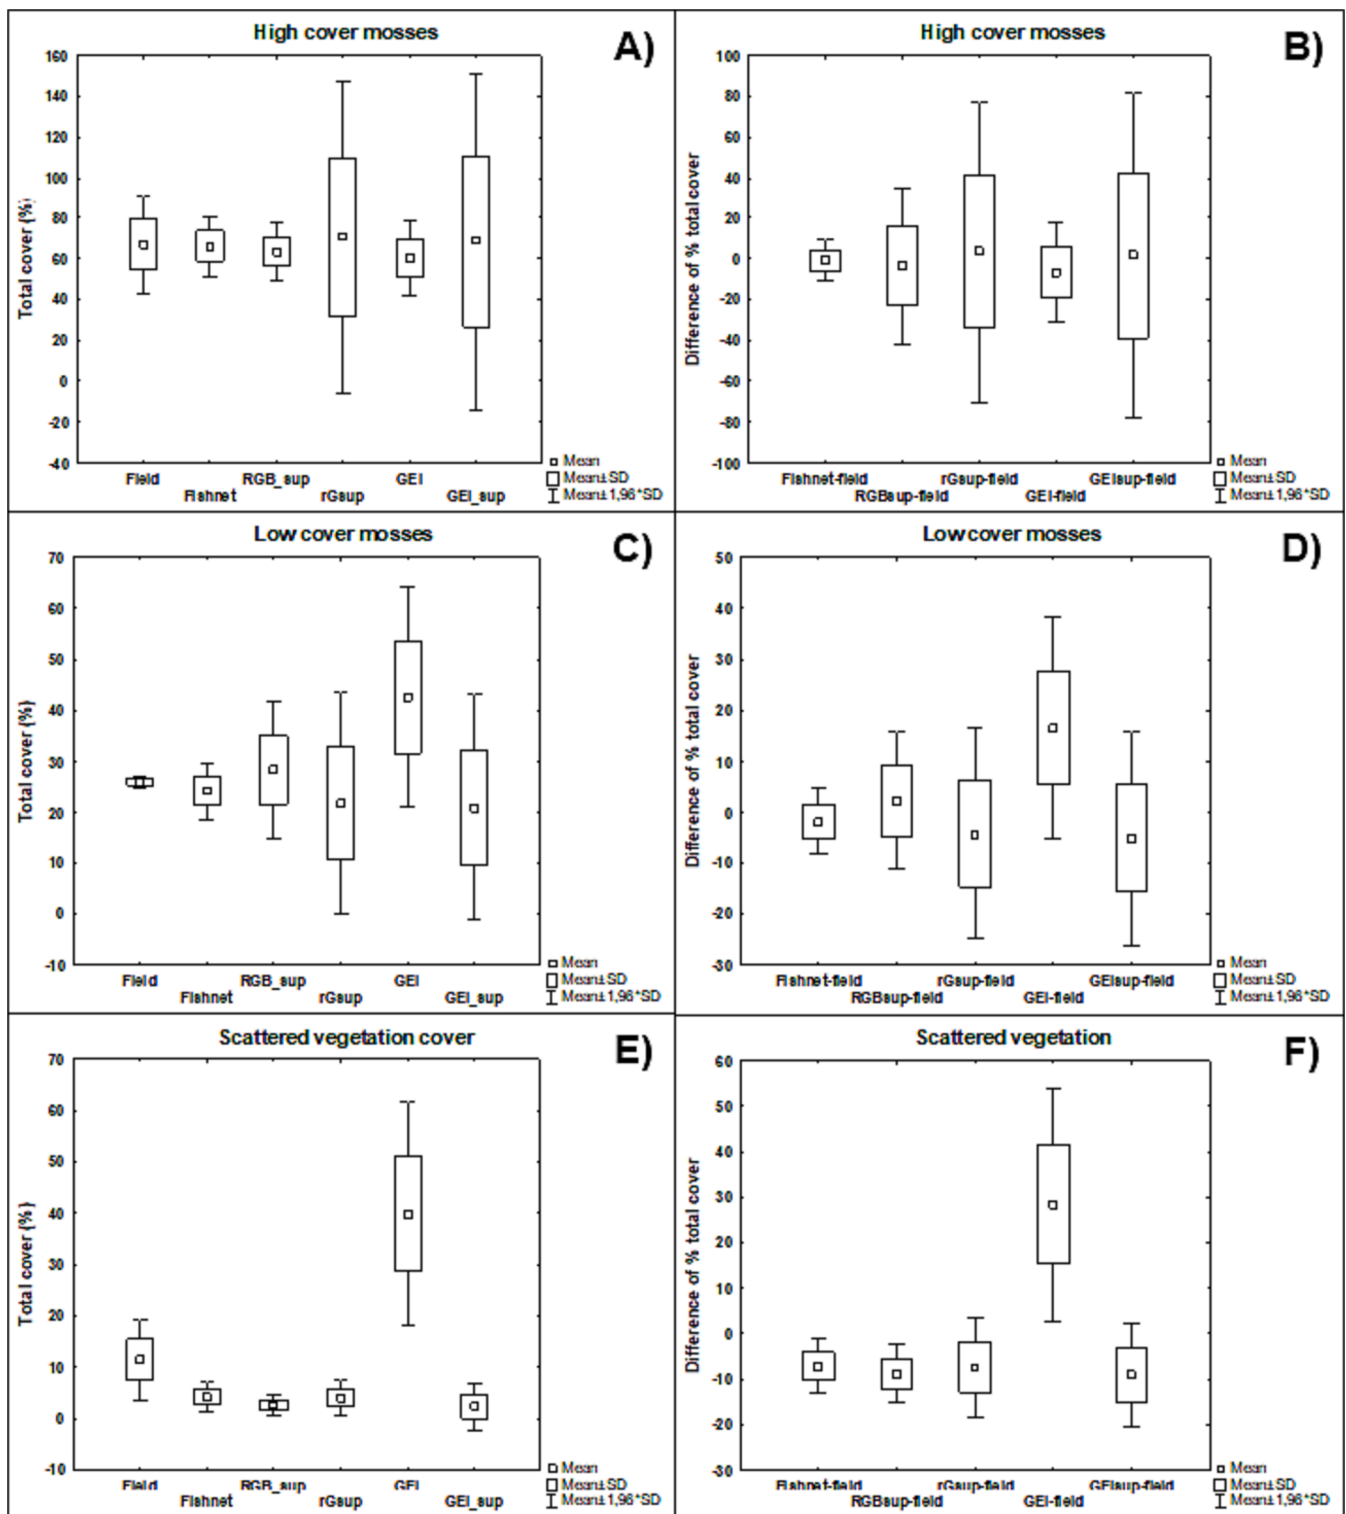 High cover mosses
A)
Total cover (%)
160
140
120
100
80
60
40
20
0
-20
-40
Field
Fishnet
RGB_sup
rGsup
GEI
GEI_sup
Mean
Mean±SD
Mean±1,96*SD
High cover mosses
B)
Difference of % total cover
100
80
60
40
20
0
-20
-40
-60
-80
-100
Fishnet-field
RGBsup-field
rGsup-field
GEI-field
GEIsup-field
Mean
Mean±SD
Mean±1,96*SD
Low cover mosses
C)
Total cover (%)
70
60
50
40
30
20
10
0
-10
Field
Fishnet
RGB_sup
rGsup
GEI
GEI_sup
Mean
Mean±SD
Mean±1,96*SD
Low cover mosses
D)
Difference of % total cover
50
40
30
20
10
0
-10
-20
-30
Fishnet-field
RGBsup-field
rGsup-field
GEI-field
GEIsup-field
Mean
Mean±SD
Mean±1,96*SD
Scattered vegetation cover
E)
Total cover (%)
70
60
50
40
30
20
10
0
-10
Field
Fishnet
RGB_sup
rGsup
GEI
GEI_sup
Mean
Mean±SD
Mean±1,96*SD
Scattered vegetation
F)
Difference of % total cover
60
50
40
30
20
10
0
-10
-20
-30
Fishnet-field
RGBsup-field
rGsup-field
GEI-field
GEIsup-field
Mean
Mean±SD
Mean±1,96*SD